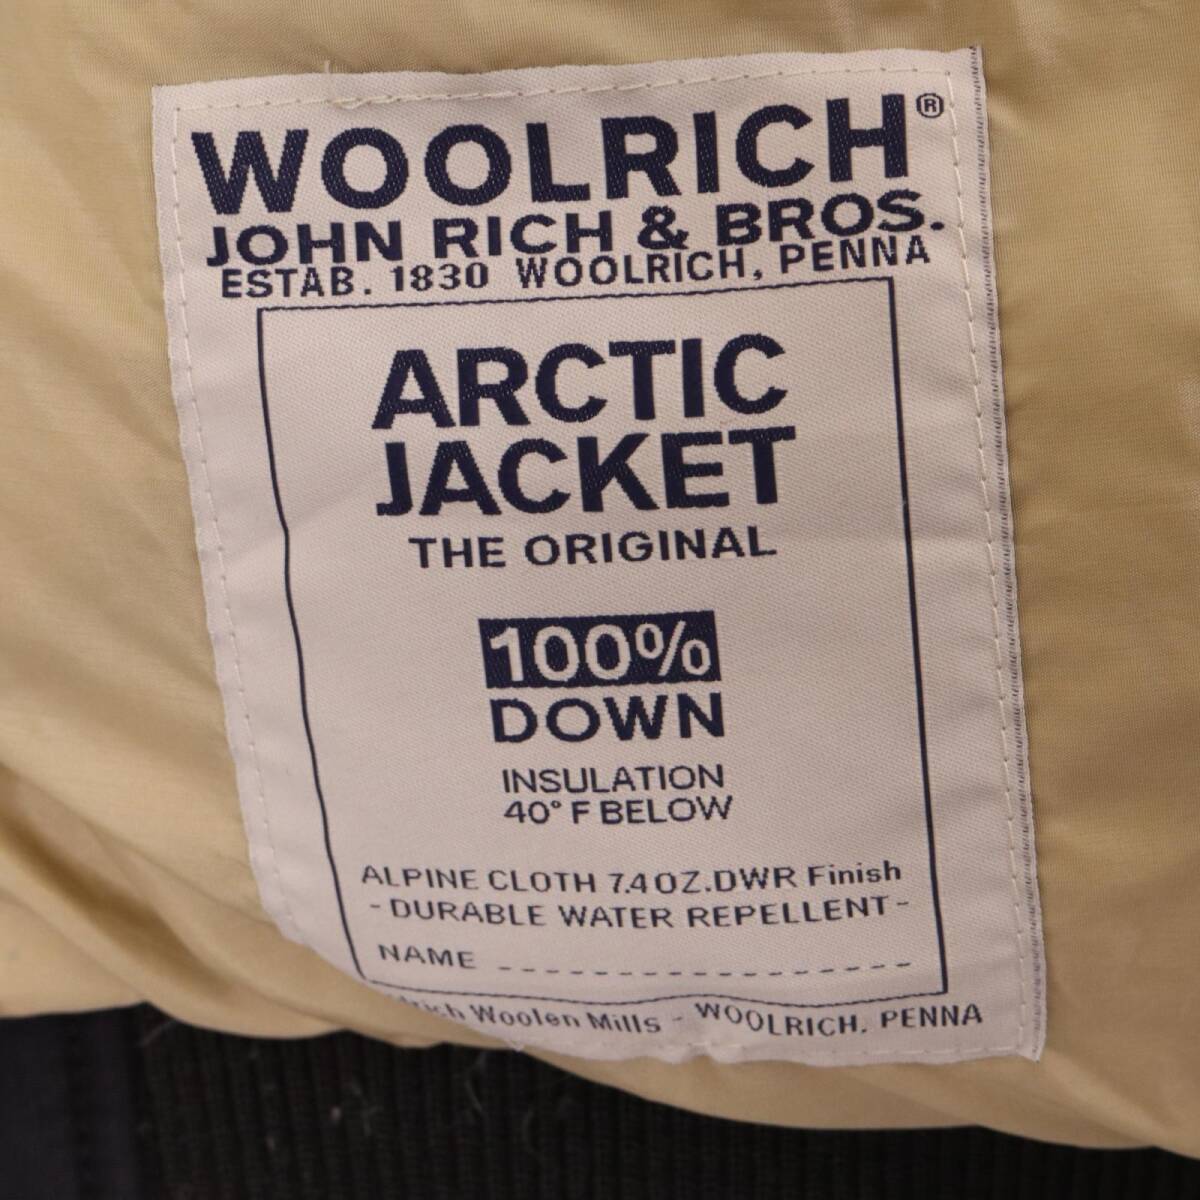 WOOLRICH®
JOHN RICH & BROS.
ESTAB. 1830 WOOLRICH, PENNA
ARCTIC
JACKET
THE ORIGINAL
100%
DOWN
INSULATION
40° F BELOW
ALPINE CLOTH 7.4 OZ.DWR Finish
- DURABLE WATER REPELLENT -
NAME _ _ _ _ _ _ _ _ _ _ _ _ _ _ _ _ _ _
Woolen Mills - WOOLRICH, PENNA